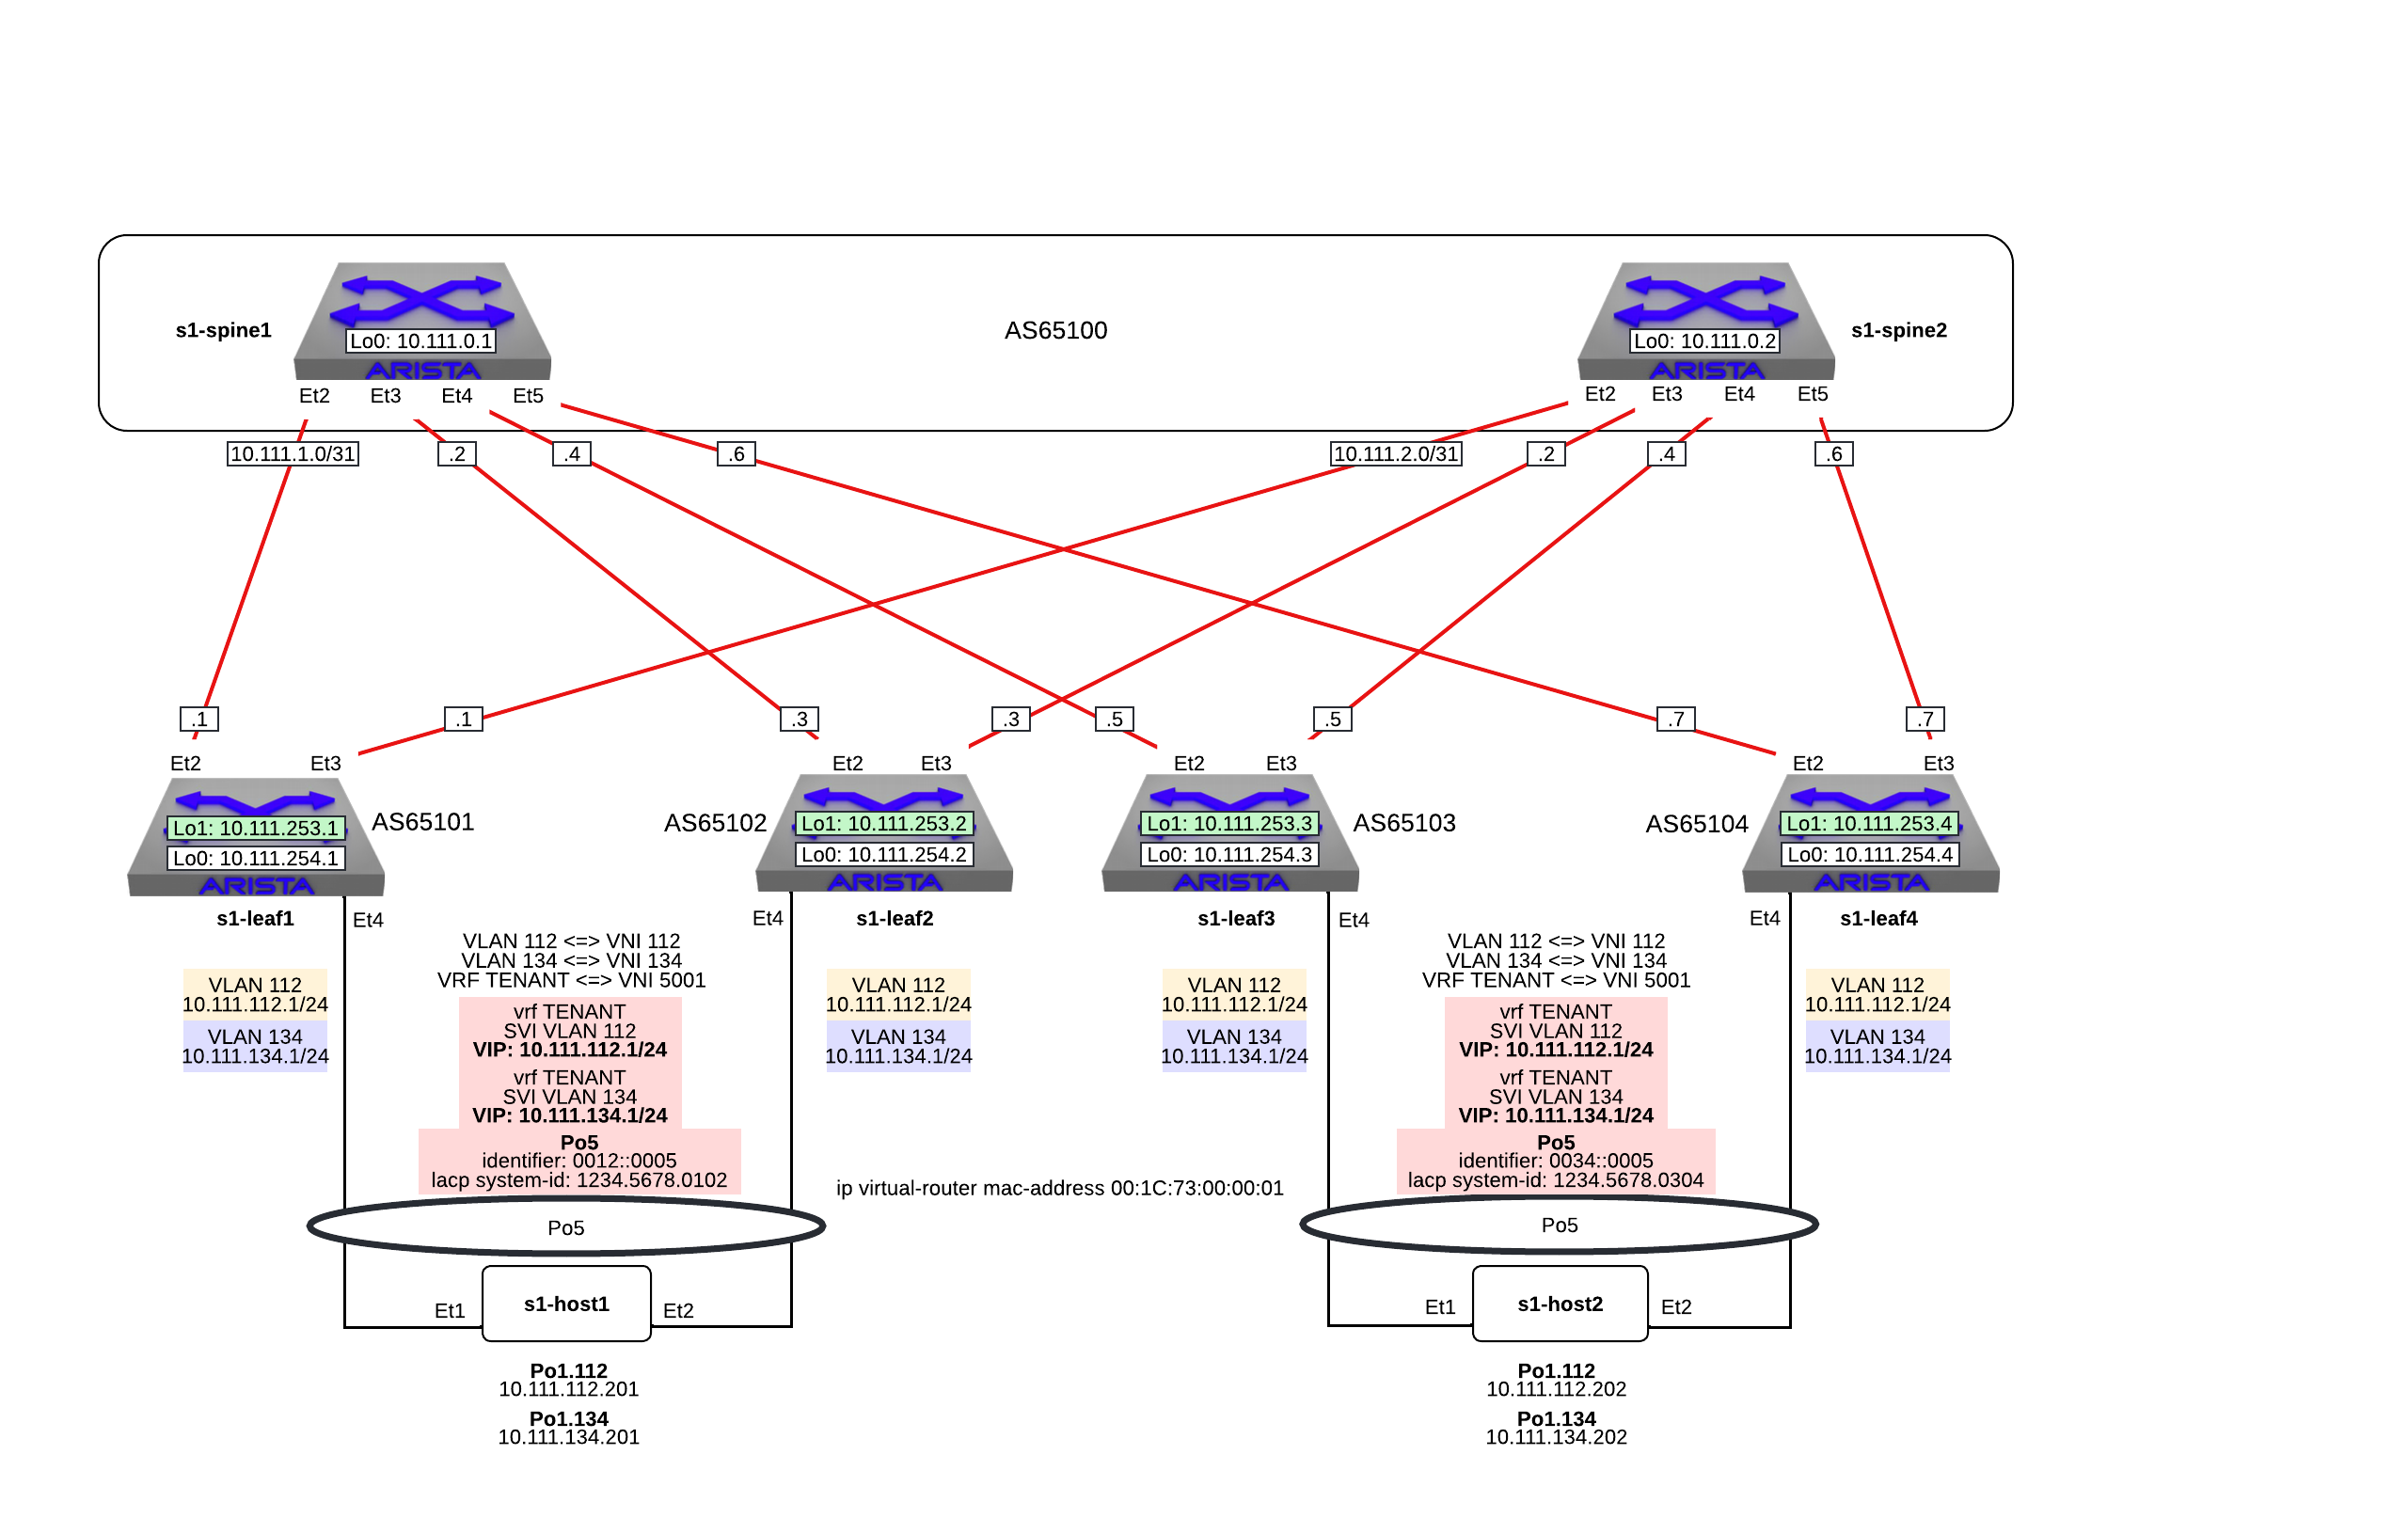 s1-spine1
Lo0: 10.111.0.1
ARISTA
AS65100
Lo0: 10.111.0.2
ARISTA
s1-spine2
Et2 Et3 Et4 Et5
Et2 Et3 Et4 Et5
10.111.1.0/31 .2 .4 .6
10.111.2.0/31 .2 .4 .6
.1 .1 .3 .3 .5 .5 .7 .7
Et2 Et3
Et2 Et3
Et2 Et3
Et2 Et3
Lo1: 10.111.253.1
Lo0: 10.111.254.1
ARISTA
AS65101
AS65102
Lo1: 10.111.253.2
Lo0: 10.111.254.2
ARISTA
Lo1: 10.111.253.3
Lo0: 10.111.254.3
ARISTA
AS65103
AS65104
Lo1: 10.111.253.4
Lo0: 10.111.254.4
ARISTA
s1-leaf1
Et4
Et4
s1-leaf2
s1-leaf3
Et4
Et4
s1-leaf4
VLAN 112
10.111.112.1/24
VLAN 134
10.111.134.1/24
VLAN 112 <=> VNI 112
VLAN 134 <=> VNI 134
VRF TENANT <=> VNI 5001
vrf TENANT
SVI VLAN 112
VIP: 10.111.112.1/24
vrf TENANT
SVI VLAN 134
VIP: 10.111.134.1/24
Po5
identifier: 0012::0005
lacp system-id: 1234.5678.0102
VLAN 112
10.111.112.1/24
VLAN 134
10.111.134.1/24
ip virtual-router mac-address 00:1C:73:00:00:01
VLAN 112
10.111.112.1/24
VLAN 134
10.111.134.1/24
VLAN 112 <=> VNI 112
VLAN 134 <=> VNI 134
VRF TENANT <=> VNI 5001
vrf TENANT
SVI VLAN 112
VIP: 10.111.112.1/24
vrf TENANT
SVI VLAN 134
VIP: 10.111.134.1/24
Po5
identifier: 0034::0005
lacp system-id: 1234.5678.0304
VLAN 112
10.111.112.1/24
VLAN 134
10.111.134.1/24
Po5
Po5
Et1
s1-host1
Et2
Et1
s1-host2
Et2
Po1.112
10.111.112.201
Po1.134
10.111.134.201
Po1.112
10.111.112.202
Po1.134
10.111.134.202